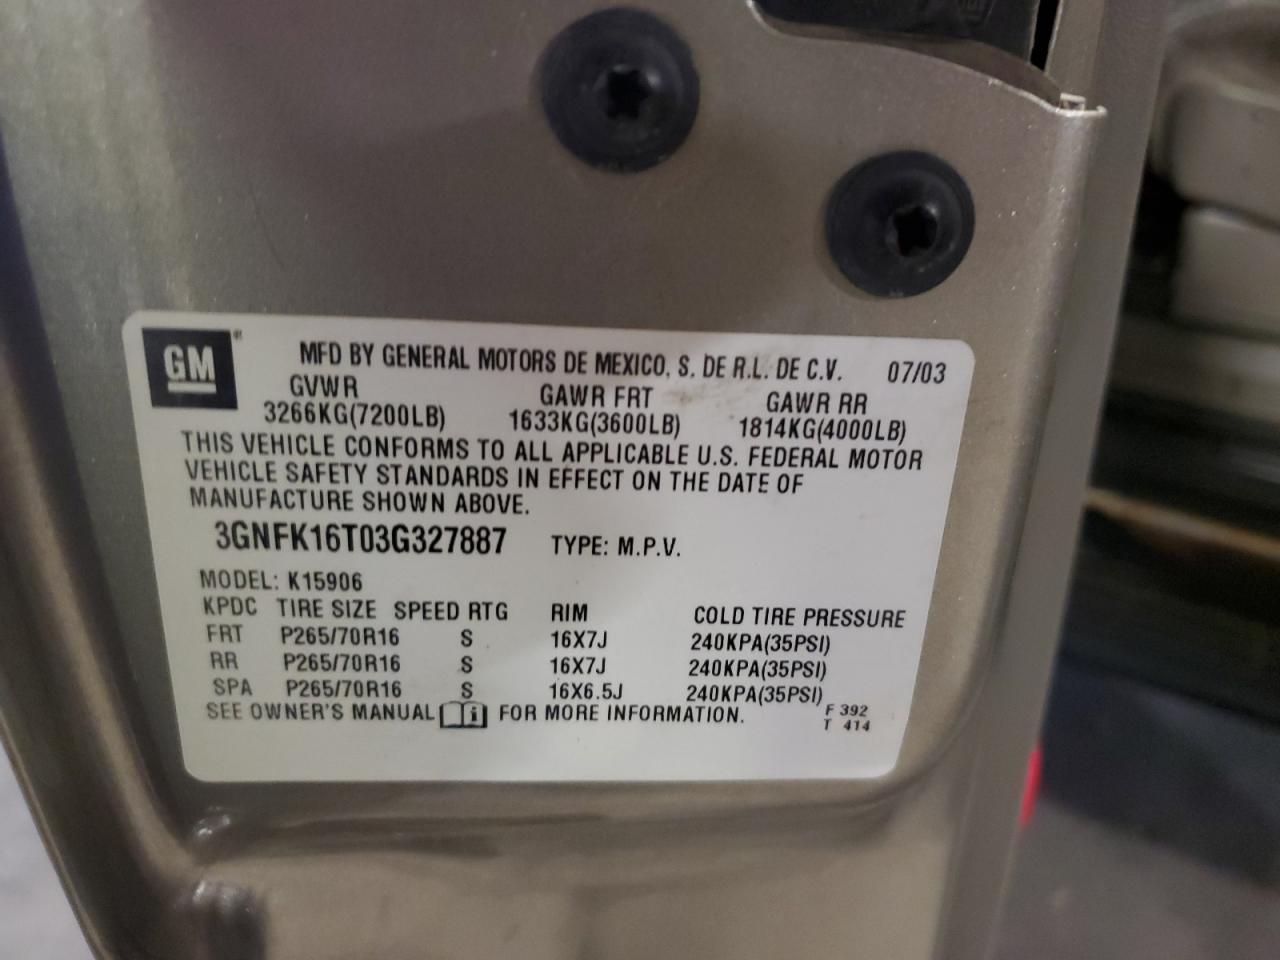 GM
MFD BY GENERAL MOTORS DE MEXICO, S. DE R.L. DE C.V. 07/03
GVWR GAWR FRT GAWR RR
3266KG(7200LB) 1633KG(3600LB) 1814KG(4000LB)
THIS VEHICLE CONFORMS TO ALL APPLICABLE U.S. FEDERAL MOTOR
VEHICLE SAFETY STANDARDS IN EFFECT ON THE DATE OF
MANUFACTURE SHOWN ABOVE.
3GNFK16T03G327887 TYPE: M.P.V.
MODEL: K15906
KPDC TIRE SIZE SPEED RTG RIM COLD TIRE PRESSURE
FRT P265/70R16 S 16X7J 240KPA(35PSI)
RR P265/70R16 S 16X7J 240KPA(35PSI)
SPA P265/70R16 S 16X6.5J 240KPA(35PSI)
SEE OWNER'S MANUAL i FOR MORE INFORMATION. F 392
T 414